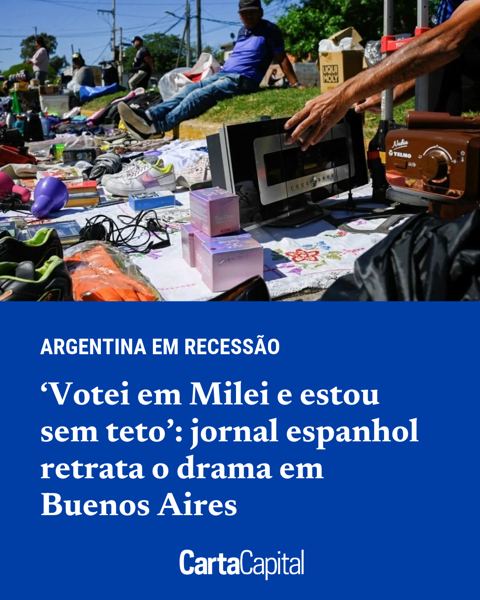 ARGENTINA EM RECESSÃO
‘Votei em Milei e estou
sem teto’: jornal espanhol
retrata o drama em
Buenos Aires
CartaCapital